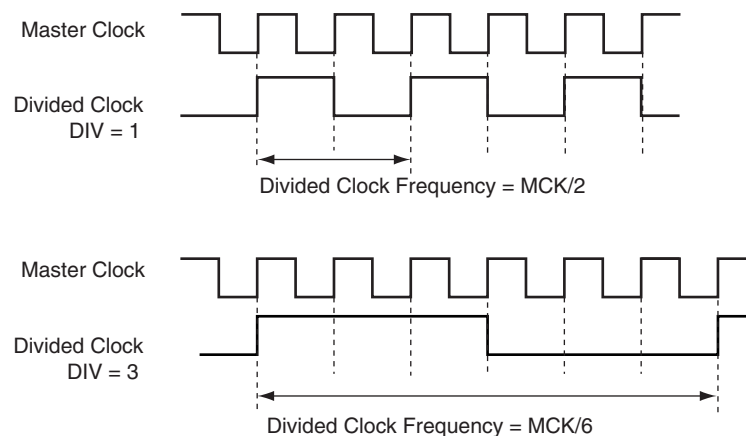 Master Clock
Divided Clock
DIV = 1
Divided Clock Frequency = MCK/2
Master Clock
Divided Clock
DIV = 3
Divided Clock Frequency = MCK/6